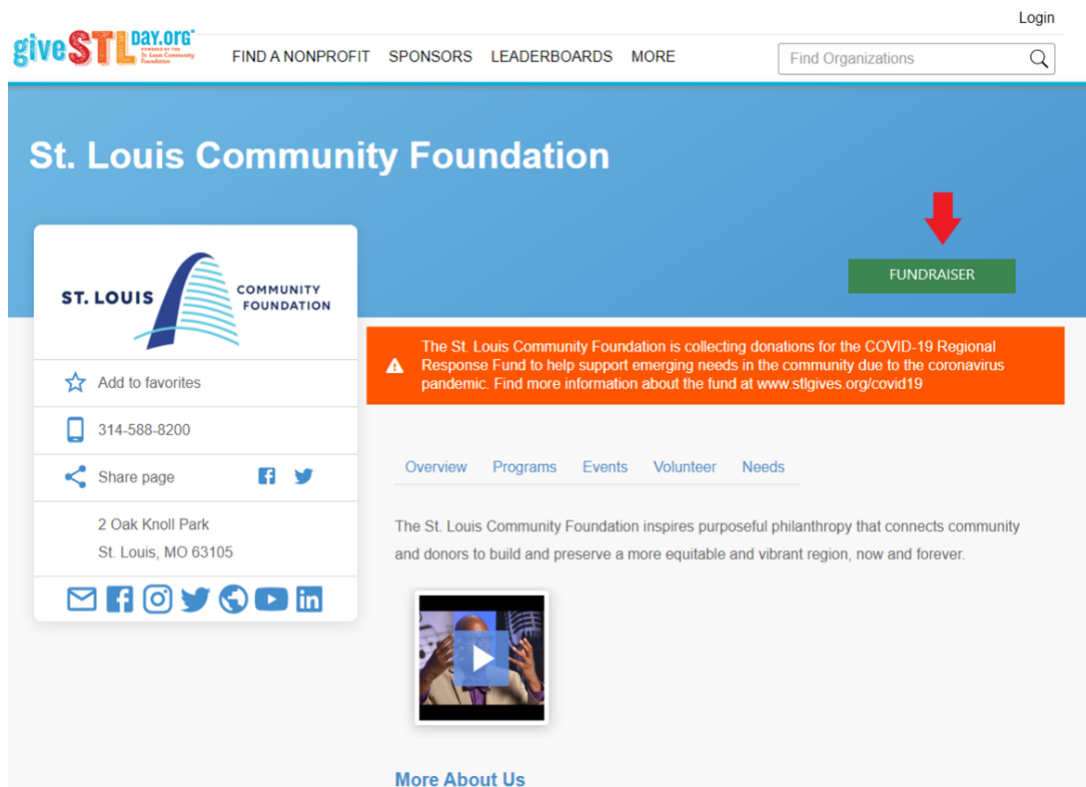 Login
giveSTL DAY.ORG
POWERED BY THE
St. Louis Community
Foundation
FIND A NONPROFIT SPONSORS LEADERBOARDS MORE
Find Organizations
St. Louis Community Foundation
FUNDRAISER
ST. LOUIS COMMUNITY
FOUNDATION
Add to favorites
314-588-8200
Share page
2 Oak Knoll Park
St. Louis, MO 63105
The St. Louis Community Foundation is collecting donations for the COVID-19 Regional
Response Fund to help support emerging needs in the community due to the coronavirus
pandemic. Find more information about the fund at www.stlgives.org/covid19
Overview Programs Events Volunteer Needs
The St. Louis Community Foundation inspires purposeful philanthropy that connects community
and donors to build and preserve a more equitable and vibrant region, now and forever.
More About Us